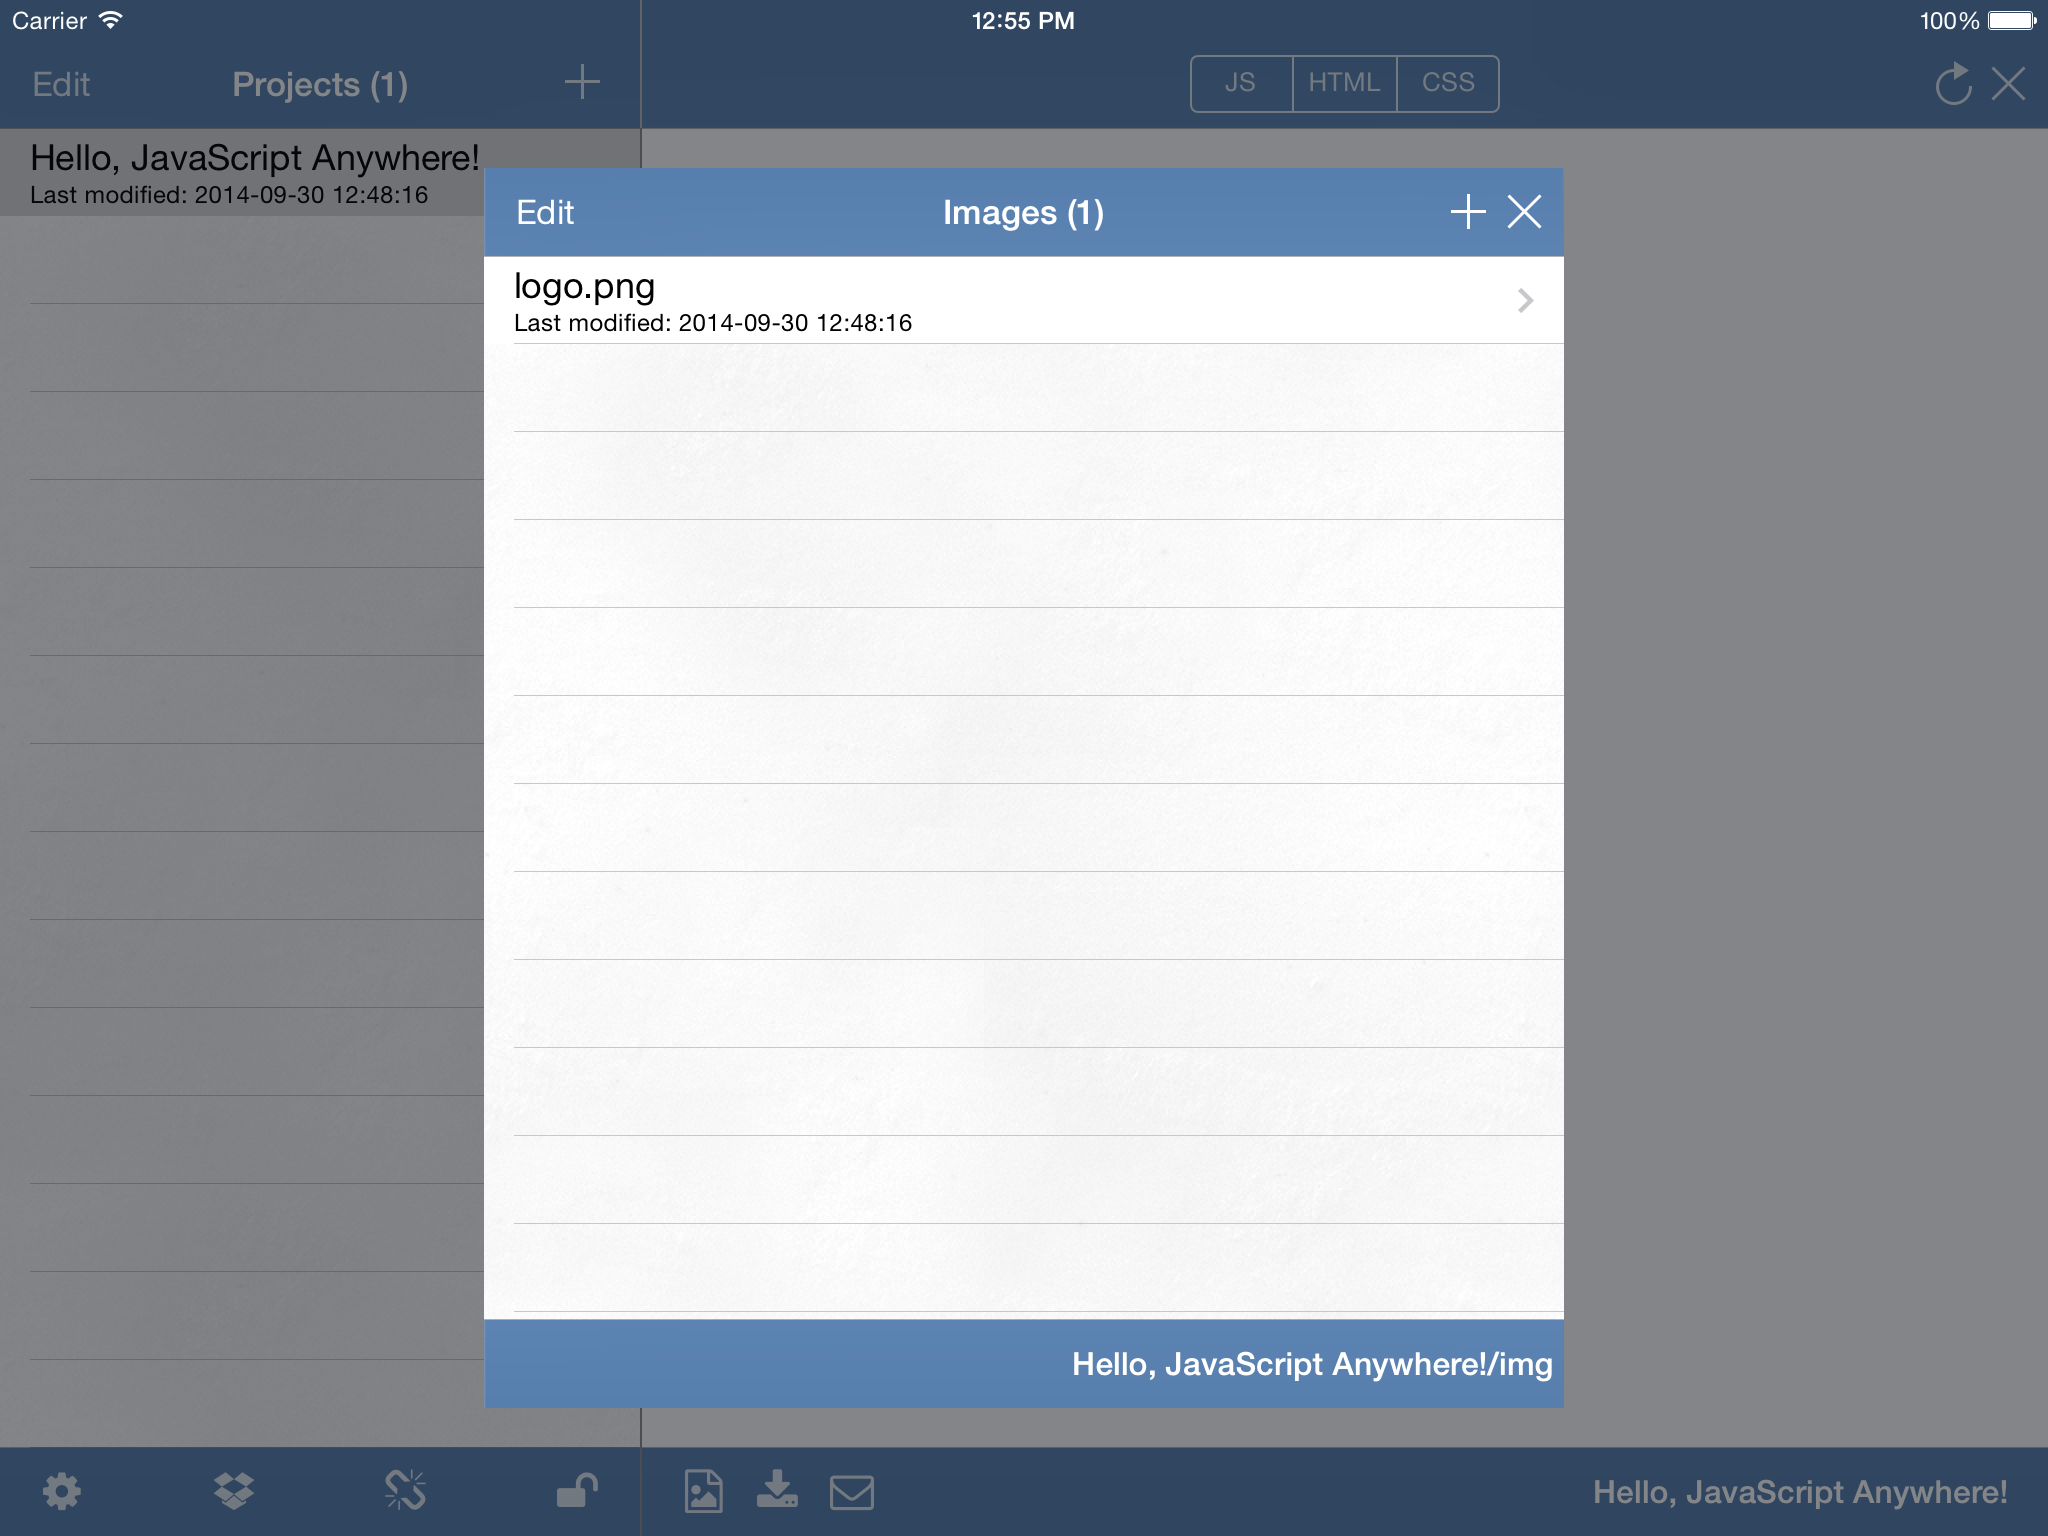 Carrier
12:55 PM
100%
Edit
Projects (1)
JS
HTML
CSS
Hello, JavaScript Anywhere!
Last modified: 2014-09-30 12:48:16
Edit
Images (1)
logo.png
Last modified: 2014-09-30 12:48:16
Hello, JavaScript Anywhere!/img
Hello, JavaScript Anywhere!